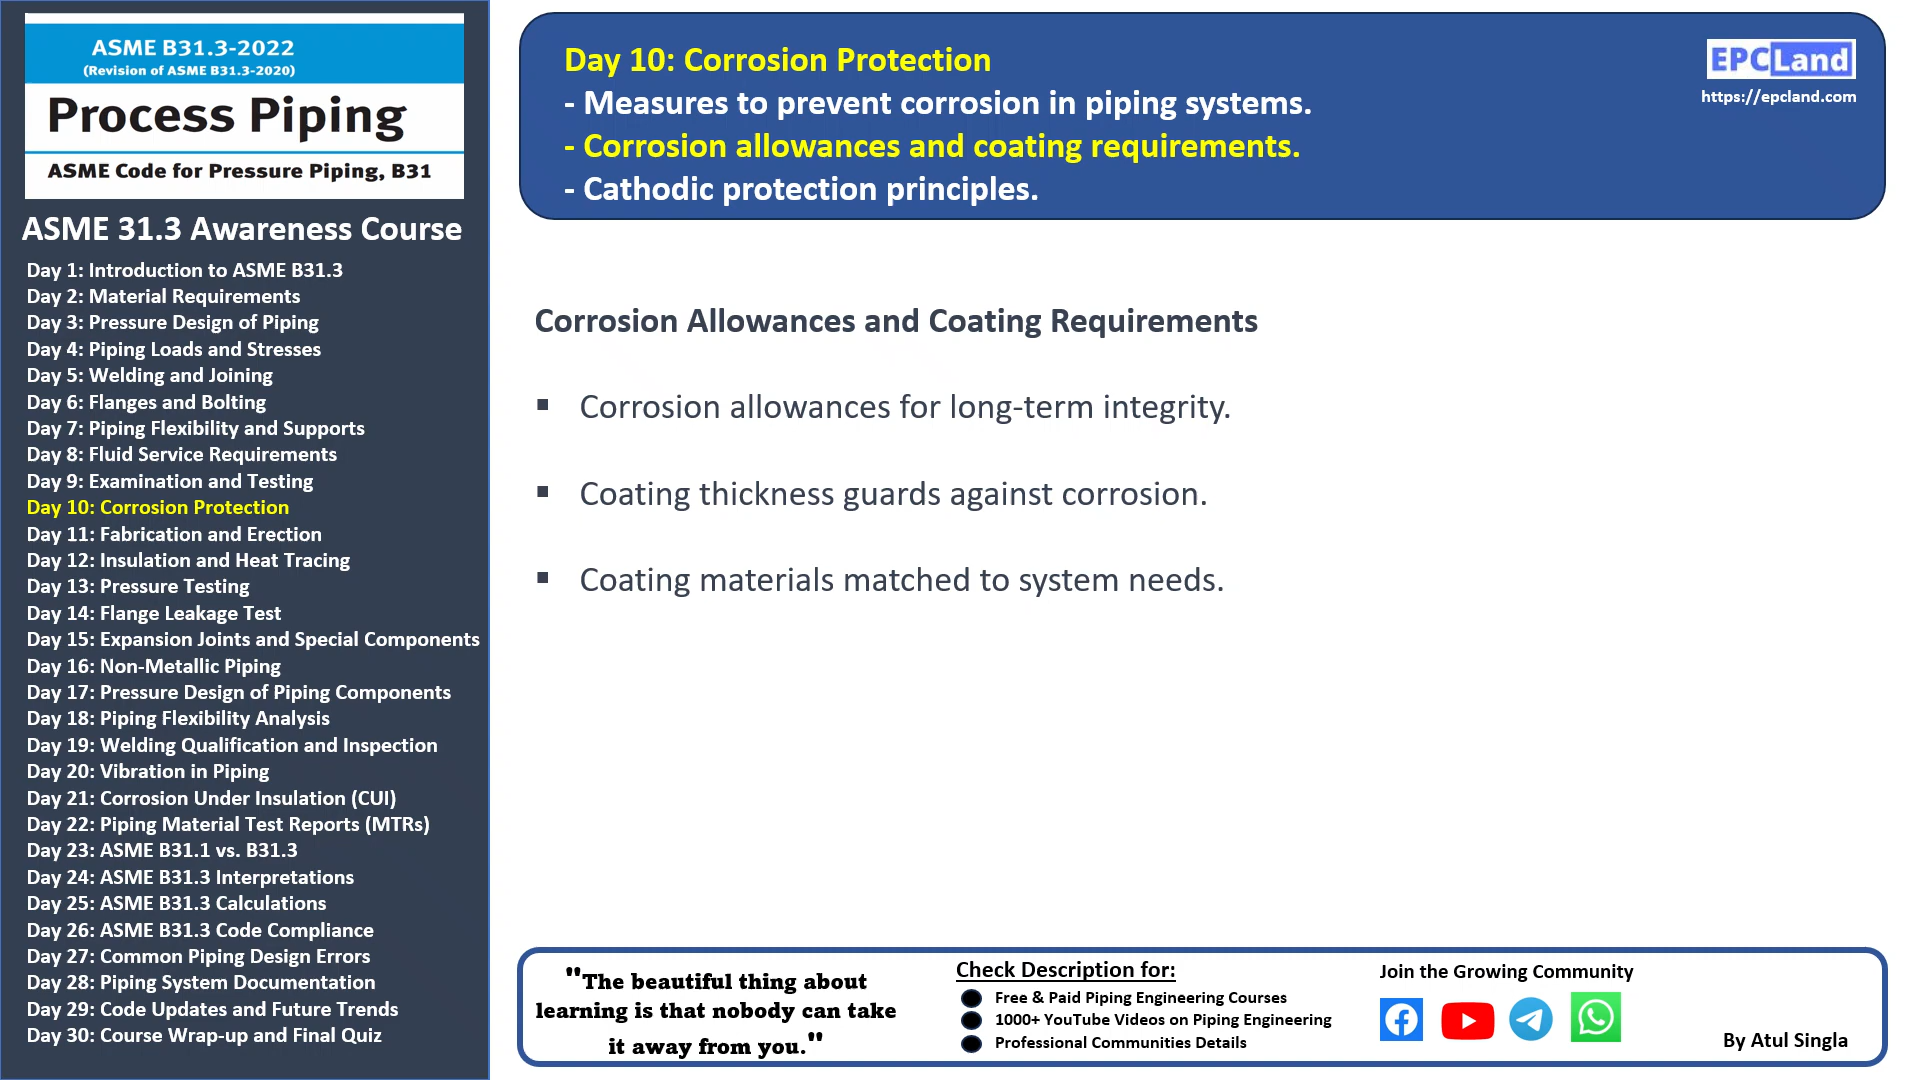 ASME B31.3-2022
(Revision of ASME B31.3-2020)
Process Piping
ASME Code for Pressure Piping, B31
ASME 31.3 Awareness Course
Day 1: Introduction to ASME B31.3
Day 2: Material Requirements
Day 3: Pressure Design of Piping
Day 4: Piping Loads and Stresses
Day 5: Welding and Joining
Day 6: Flanges and Bolting
Day 7: Piping Flexibility and Supports
Day 8: Fluid Service Requirements
Day 9: Examination and Testing
Day 10: Corrosion Protection
Day 11: Fabrication and Erection
Day 12: Insulation and Heat Tracing
Day 13: Pressure Testing
Day 14: Flange Leakage Test
Day 15: Expansion Joints and Special Components
Day 16: Non-Metallic Piping
Day 17: Pressure Design of Piping Components
Day 18: Piping Flexibility Analysis
Day 19: Welding Qualification and Inspection
Day 20: Vibration in Piping
Day 21: Corrosion Under Insulation (CUI)
Day 22: Piping Material Test Reports (MTRs)
Day 23: ASME B31.1 vs. B31.3
Day 24: ASME B31.3 Interpretations
Day 25: ASME B31.3 Calculations
Day 26: ASME B31.3 Code Compliance
Day 27: Common Piping Design Errors
Day 28: Piping System Documentation
Day 29: Code Updates and Future Trends
Day 30: Course Wrap-up and Final Quiz
Day 10: Corrosion Protection
- Measures to prevent corrosion in piping systems.
- Corrosion allowances and coating requirements.
- Cathodic protection principles.
EPCLand
https://epcland.com
Corrosion Allowances and Coating Requirements
▪ Corrosion allowances for long-term integrity.
▪ Coating thickness guards against corrosion.
▪ Coating materials matched to system needs.
"The beautiful thing about
learning is that nobody can take
it away from you."
Check Description for:
● Free & Paid Piping Engineering Courses
● 1000+ YouTube Videos on Piping Engineering
● Professional Communities Details
Join the Growing Community
By Atul Singla